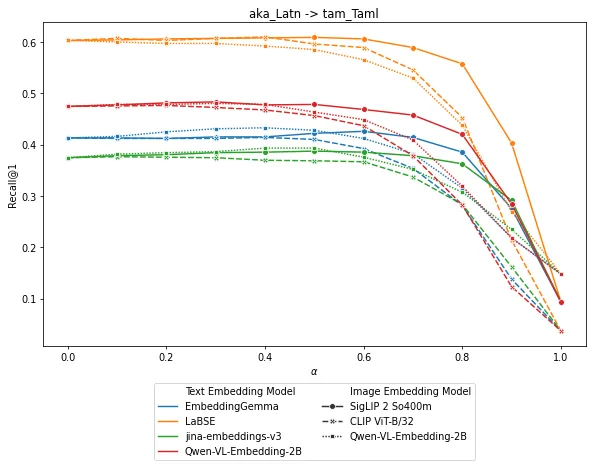 aka_Latn -> tam_Taml
Recall@1
0.6
0.5
0.4
0.3
0.2
0.1
0.0 0.2 0.4 0.6 0.8 1.0
α
Text Embedding Model Image Embedding Model
EmbeddingGemma SigLIP 2 So400m
LaBSE CLIP ViT-B/32
jina-embeddings-v3 Qwen-VL-Embedding-2B
Qwen-VL-Embedding-2B